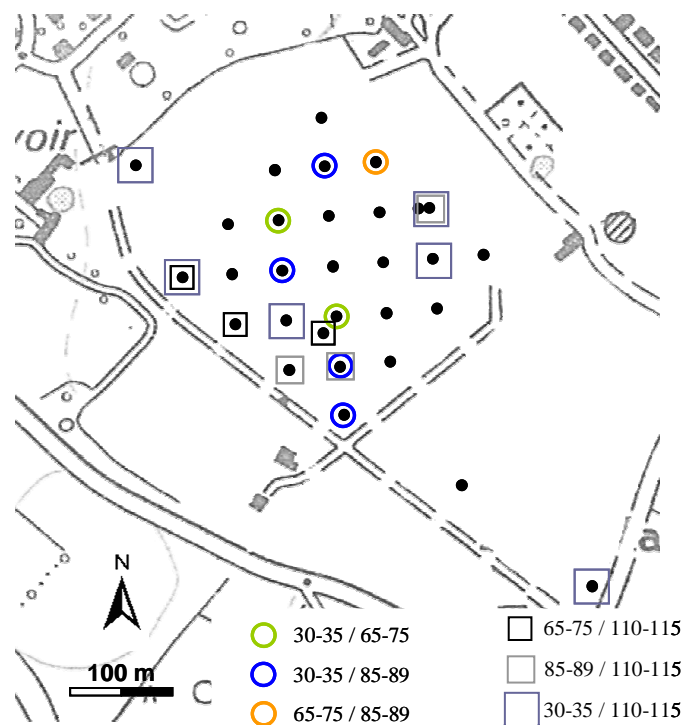 voir
N
100 m
30-35 / 65-75
30-35 / 85-89
65-75 / 85-89
65-75 / 110-115
85-89 / 110-115
30-35 / 110-115